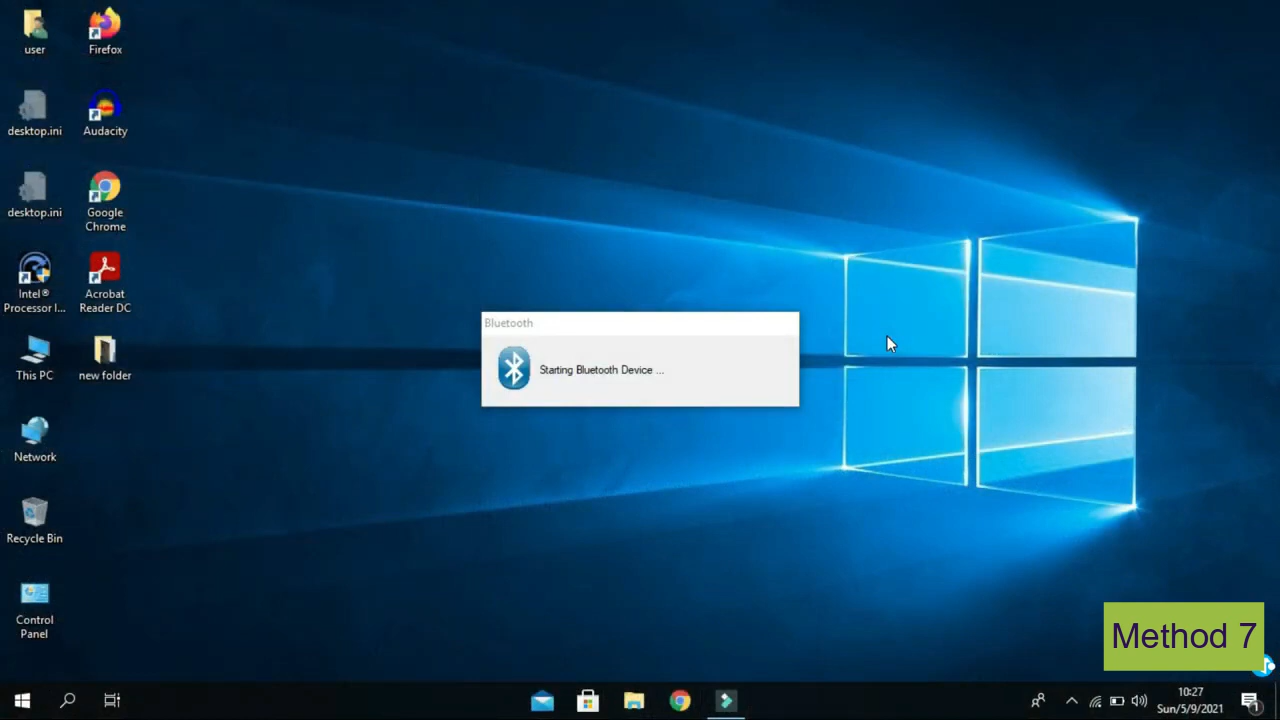 user
Firefox
desktop.ini
Audacity
desktop.ini
Google
Chrome
Intel®
Processor I...
Acrobat
Reader DC
This PC
new folder
Network
Recycle Bin
Control
Panel
Bluetooth
Starting Bluetooth Device ...
Method 7
10:27
Sun/5/9/2021
1